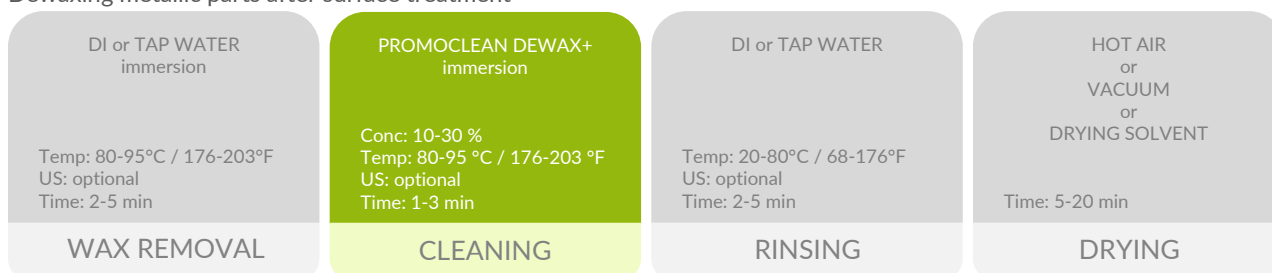 Dewaxing metallic parts after surface treatment
DI or TAP WATER
immersion
Temp: 80-95°C / 176-203°F
US: optional
Time: 2-5 min
WAX REMOVAL
PROMOCLEAN DEWAX+
immersion
Conc: 10-30 %
Temp: 80-95 °C / 176-203 °F
US: optional
Time: 1-3 min
CLEANING
DI or TAP WATER
Temp: 20-80°C / 68-176°F
US: optional
Time: 2-5 min
RINSING
HOT AIR
or
VACUUM
or
DRYING SOLVENT
Time: 5-20 min
DRYING